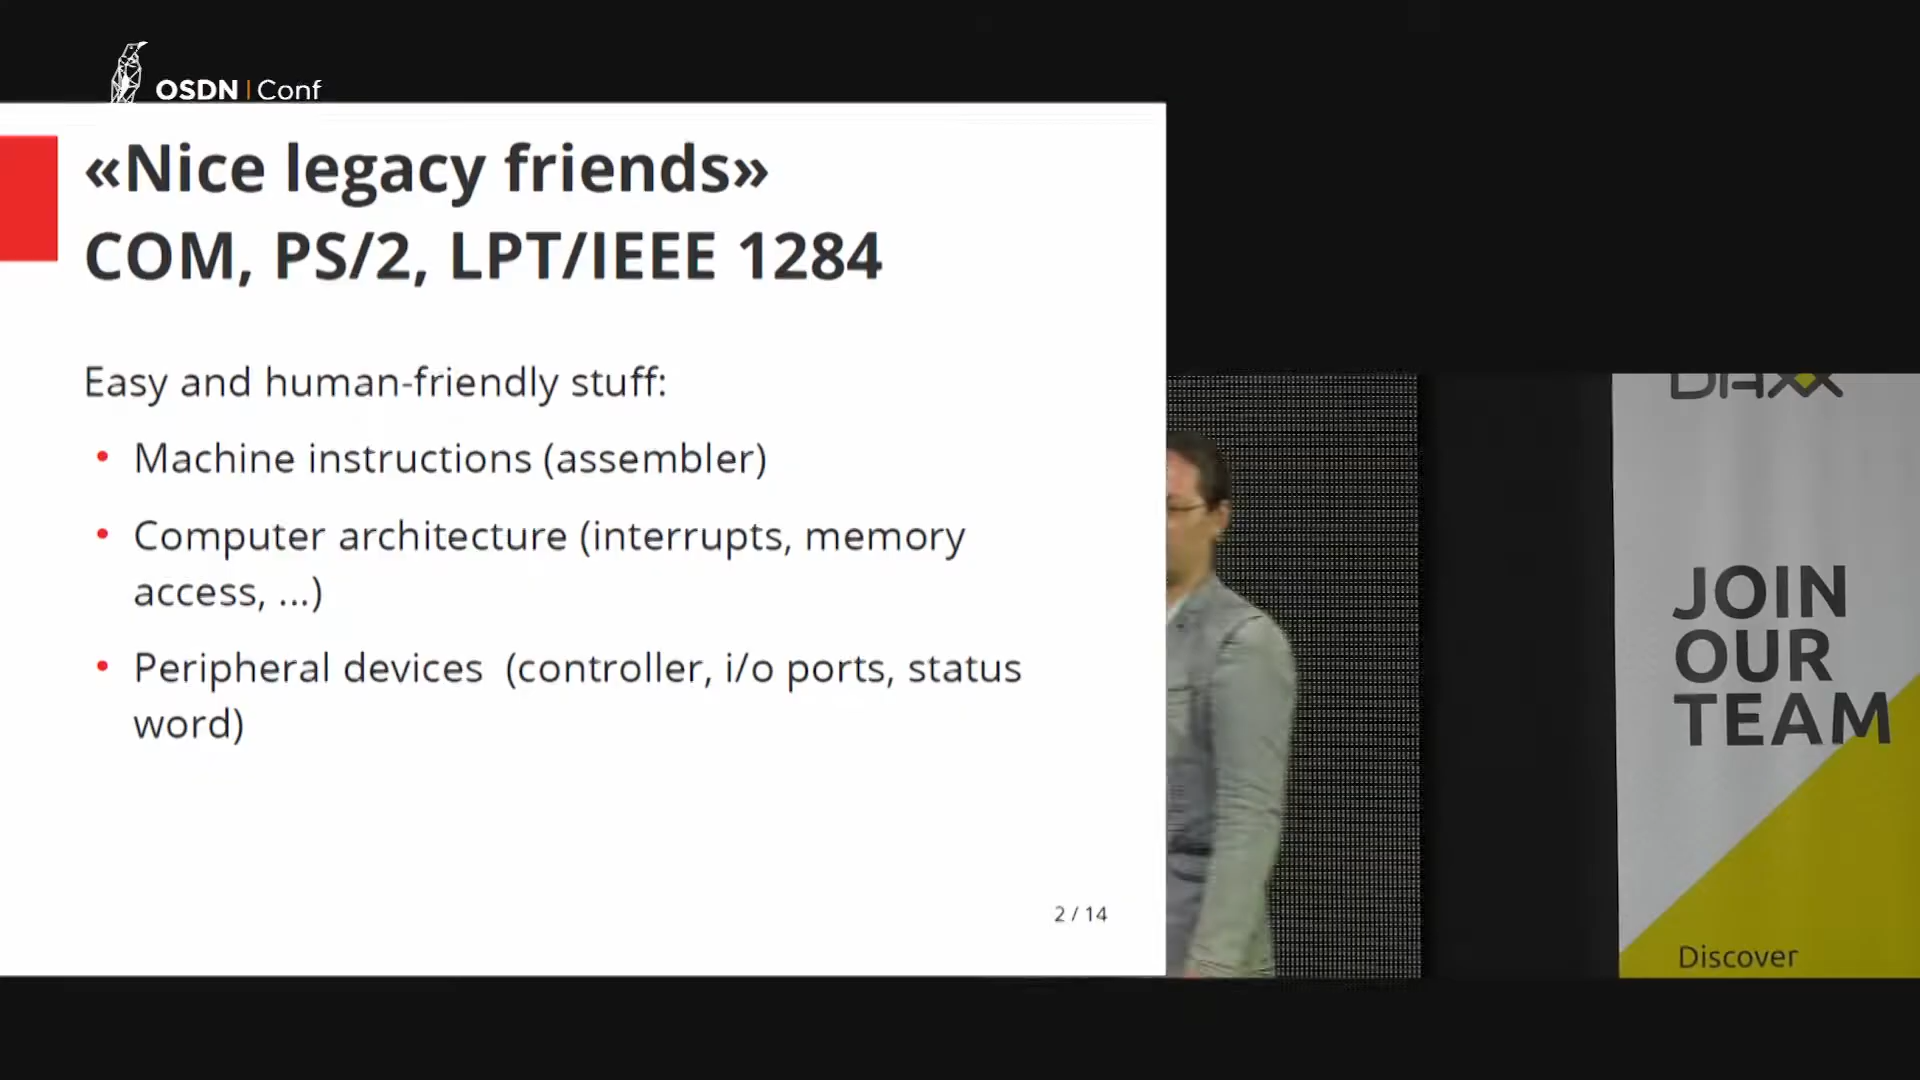 OSDN | Conf
«Nice legacy friends»
COM, PS/2, LPT/IEEE 1284
Easy and human-friendly stuff:
• Machine instructions (assembler)
• Computer architecture (interrupts, memory
access, ...)
• Peripheral devices (controller, i/o ports, status
word)
2 / 14
DAXX
JOIN
OUR
TEAM
Discover